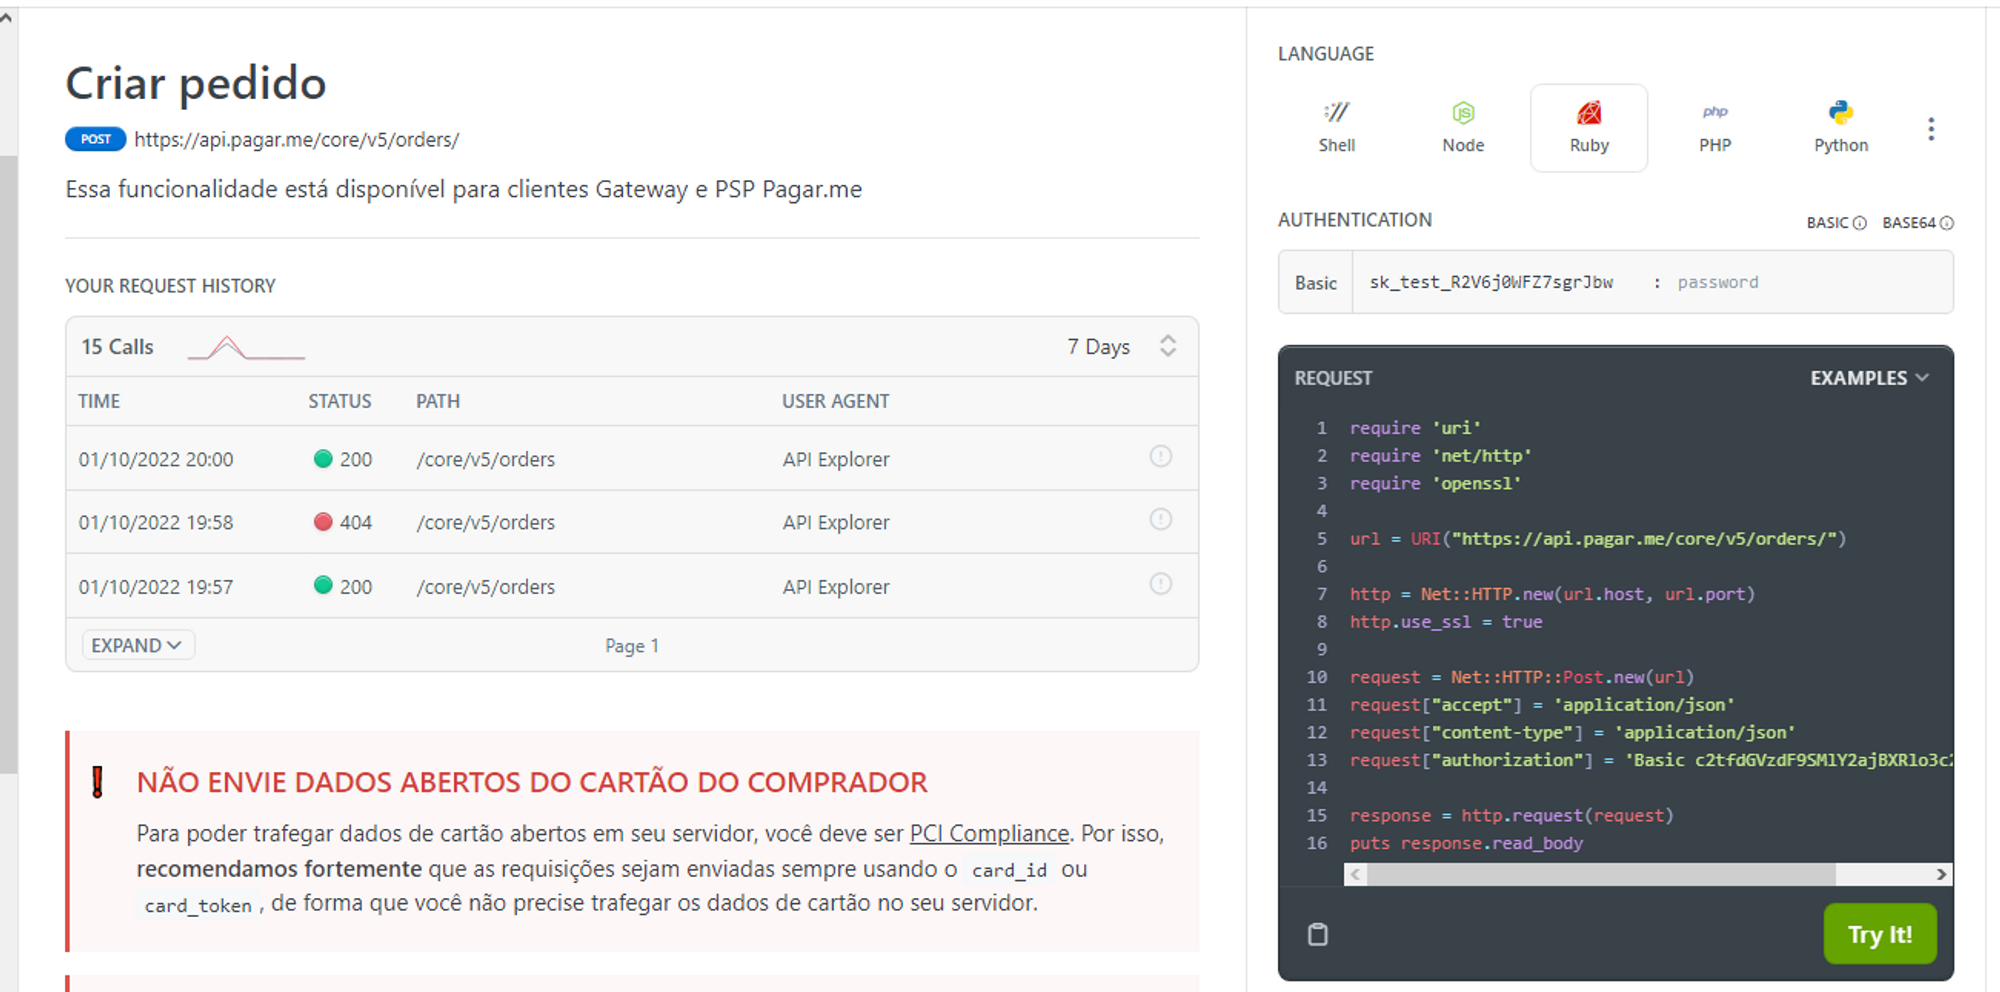 Criar pedido
POST https://api.pagar.me/core/v5/orders/
Essa funcionalidade está disponível para clientes Gateway e PSP Pagar.me
YOUR REQUEST HISTORY
15 Calls 7 Days
TIME STATUS PATH USER AGENT
01/10/2022 20:00 200 /core/v5/orders API Explorer
01/10/2022 19:58 404 /core/v5/orders API Explorer
01/10/2022 19:57 200 /core/v5/orders API Explorer
EXPAND Page 1
NÃO ENVIE DADOS ABERTOS DO CARTÃO DO COMPRADOR
Para poder trafegar dados de cartão abertos em seu servidor, você deve ser PCI Compliance. Por isso,
recomendamos fortemente que as requisições sejam enviadas sempre usando o card_id ou
card_token, de forma que você não precise trafegar os dados de cartão no seu servidor.
LANGUAGE
Shell Node Ruby PHP Python
AUTHENTICATION BASIC BASE64
Basic sk_test_R2V6j0WFZ7sgrJbw : password
REQUEST EXAMPLES
1 require 'uri'
2 require 'net/http'
3 require 'openssl'
4
5 url = URI("https://api.pagar.me/core/v5/orders/")
6
7 http = Net::HTTP.new(url.host, url.port)
8 http.use_ssl = true
9
10 request = Net::HTTP::Post.new(url)
11 request["accept"] = 'application/json'
12 request["content-type"] = 'application/json'
13 request["authorization"] = 'Basic c2tfdGVzdF9SMlY2ajBXRlo3c2
14
15 response = http.request(request)
16 puts response.read_body
Try It!